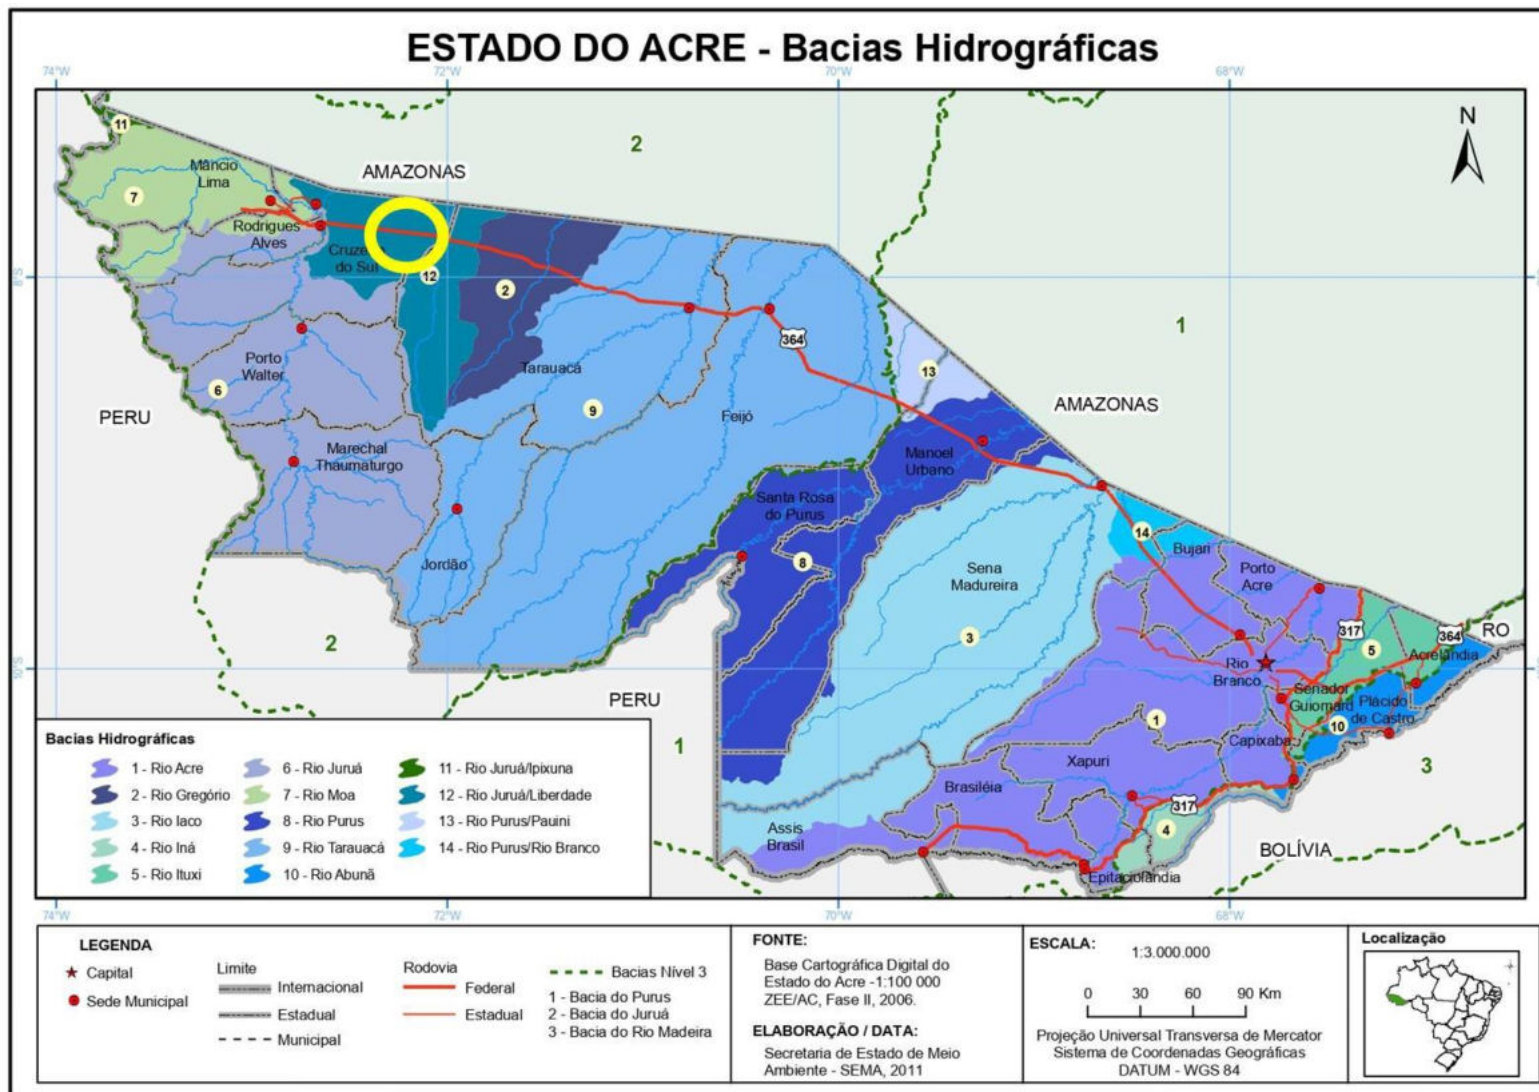 ESTADO DO ACRE - Bacias Hidrográficas
74°W
72°W
70°W
68°W
N
11
2
AMAZONAS
Mâncio
Lima
7
Rodrigues
Alves
Cruzeiro
do Sul
12
2
364
1
Porto
Walter
Tarauacá
13
6
9
Feijó
AMAZONAS
PERU
Marechal
Thaumaturgo
Manoel
Urbano
Santa Rosa
do Purus
14
Bujari
Jordão
8
Sena
Madureira
Porto
Acre
2
3
317
364
RO
5
Acrelândia
Rio
Branco
PERU
Senador
Guiomard
Plácido
de Castro
1
10
Capixaba
1
Xapuri
3
Brasiléia
317
Assis
Brasil
4
BOLÍVIA
Epitaciolândia
Bacias Hidrográficas
1 - Rio Acre
2 - Rio Gregório
3 - Rio Iaco
4 - Rio Iná
5 - Rio Ituxi
6 - Rio Juruá
7 - Rio Moa
8 - Rio Purus
9 - Rio Tarauacá
10 - Rio Abunã
11 - Rio Juruá/Ipixuna
12 - Rio Juruá/Liberdade
13 - Rio Purus/Pauini
14 - Rio Purus/Rio Branco
74°W
72°W
70°W
68°W
LEGENDA
Capital
Sede Municipal
Limite
Internacional
Estadual
Municipal
Rodovia
Federal
Estadual
Bacias Nível 3
1 - Bacia do Purus
2 - Bacia do Juruá
3 - Bacia do Rio Madeira
FONTE:
Base Cartográfica Digital do
Estado do Acre -1:100 000
ZEE/AC, Fase II, 2006.
ELABORAÇÃO / DATA:
Secretaria de Estado de Meio
Ambiente - SEMA, 2011
ESCALA:
1:3.000.000
0 30 60 90 Km
Projeção Universal Transversa de Mercator
Sistema de Coordenadas Geográficas
DATUM - WGS 84
Localização